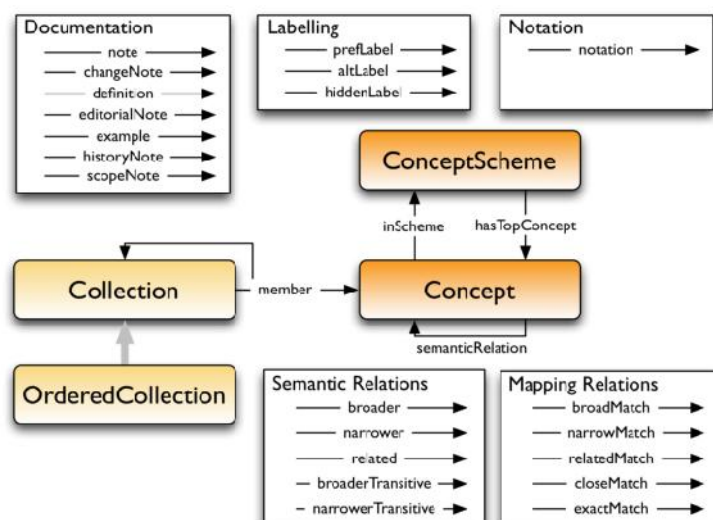 Documentation
note
changeNote
definition
editorialNote
example
historyNote
scopeNote
Labelling
prefLabel
altLabel
hiddenLabel
Notation
notation
ConceptScheme
inScheme
hasTopConcept
Collection
member
Concept
semanticRelation
OrderedCollection
Semantic Relations
broader
narrower
related
broaderTransitive
narrowerTransitive
Mapping Relations
broadMatch
narrowMatch
relatedMatch
closeMatch
exactMatch